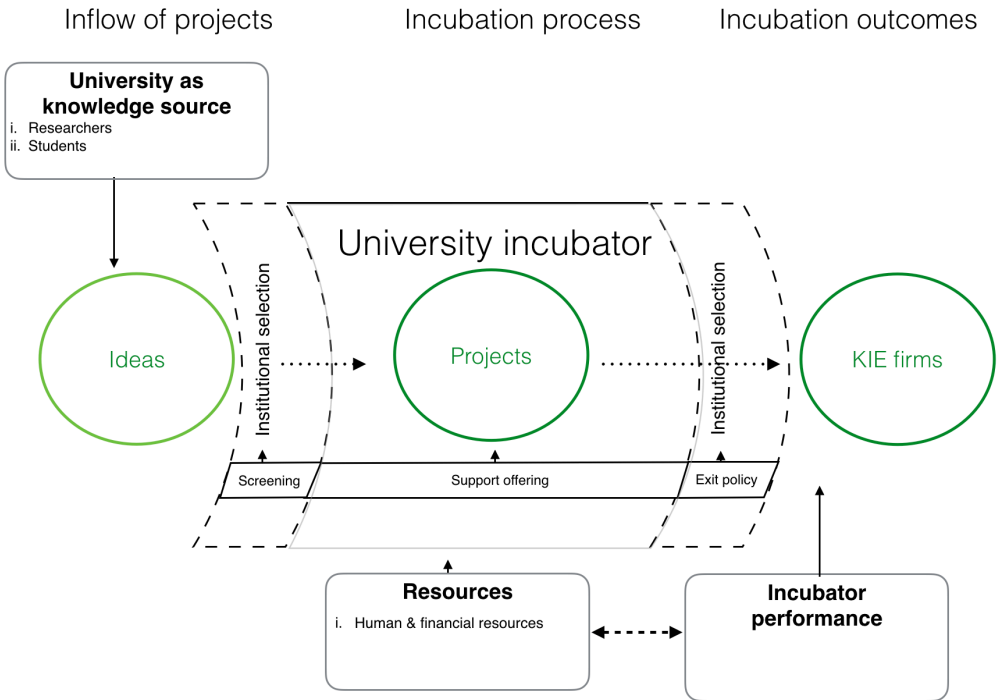 Inflow of projects
Incubation process
Incubation outcomes
University as
knowledge source
i. Researchers
ii. Students
University incubator
Ideas
Institutional selection
Projects
Institutional selection
KIE firms
Screening
Support offering
Exit policy
Resources
i. Human & financial resources
Incubator
performance